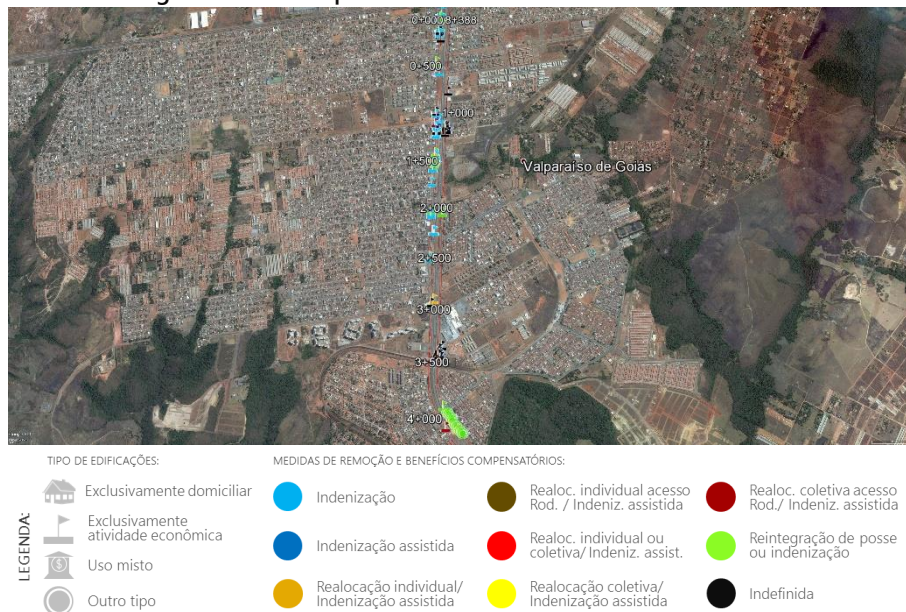 0+000 8+388
0+500
1+000
1+500
Valparaíso de Goiás
2+000
2+500
3+000
3+500
4+000
TIPO DE EDIFICAÇÕES:
MEDIDAS DE REMOÇÃO E BENEFÍCIOS COMPENSATÓRIOS:
LEGENDA:
Exclusivamente domiciliar
Exclusivamente
atividade econômica
Uso misto
Outro tipo
Indenização
Indenização assistida
Realocação individual/
Indenização assistida
Realoc. individual acesso
Rod. / Indeniz. assistida
Realoc. individual ou
coletiva/ Indeniz. assist.
Realocação coletiva/
Indenização assistida
Realoc. coletiva acesso
Rod./ Indeniz. assistida
Reintegração de posse
ou indenização
Indefinida